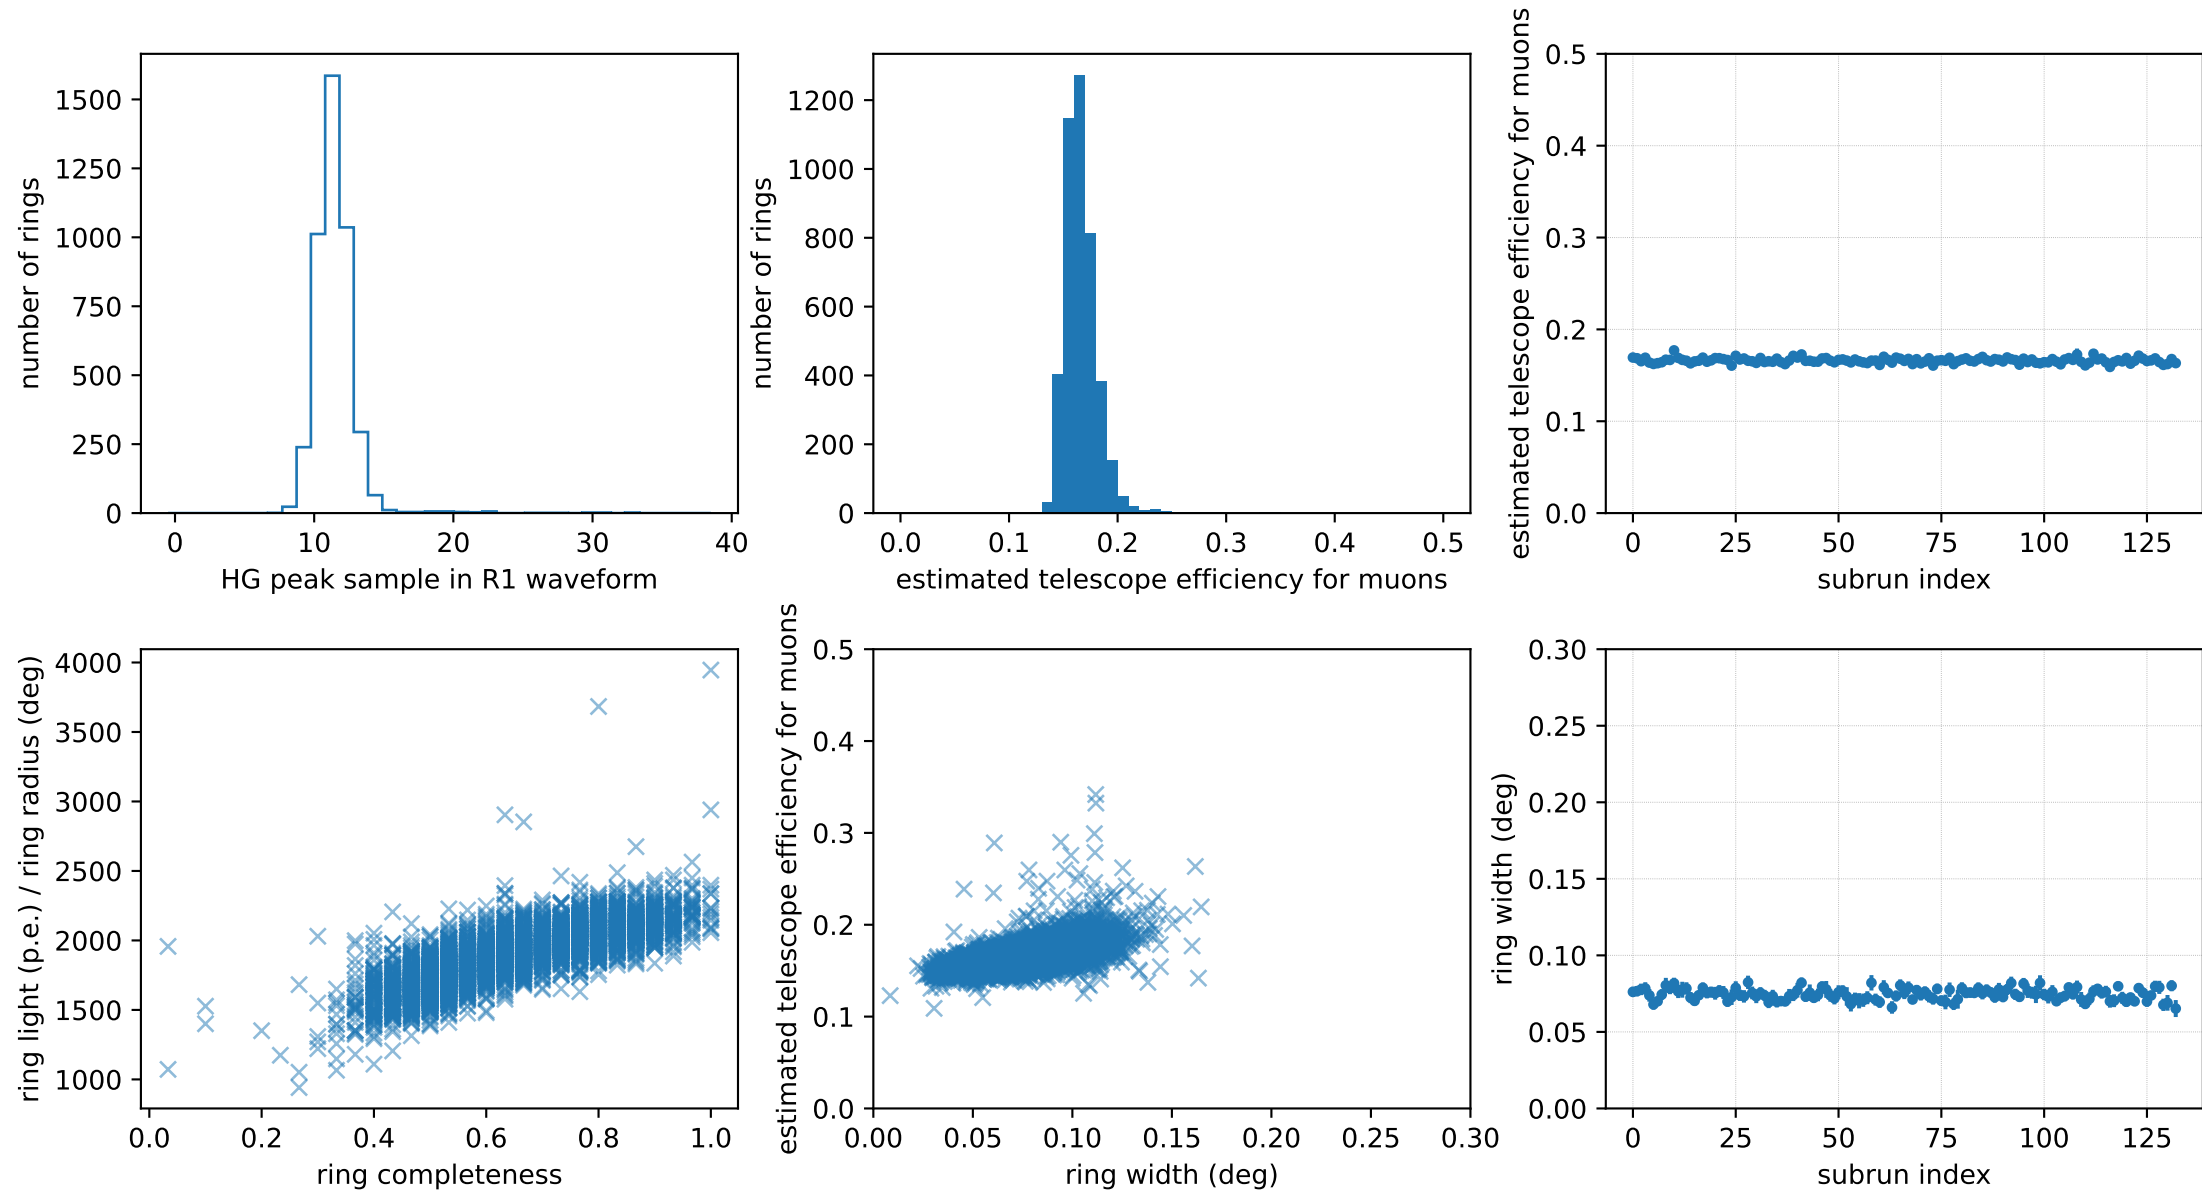 number of rings
1500
1250
1000
750
500
250
0
0 10 20 30 40
HG peak sample in R1 waveform
number of rings
1200
1000
800
600
400
200
0
0.0 0.1 0.2 0.3 0.4 0.5
estimated telescope efficiency for muons
estimated telescope efficiency for muons
0.5
0.4
0.3
0.2
0.1
0.0
0 25 50 75 100 125
subrun index
ring light (p.e.) / ring radius (deg)
4000
3500
3000
2500
2000
1500
1000
0.0 0.2 0.4 0.6 0.8 1.0
ring completeness
estimated telescope efficiency for muons
0.5
0.4
0.3
0.2
0.1
0.0
0.00 0.05 0.10 0.15 0.20 0.25 0.30
ring width (deg)
ring width (deg)
0.30
0.25
0.20
0.15
0.10
0.05
0.00
0 25 50 75 100 125
subrun index